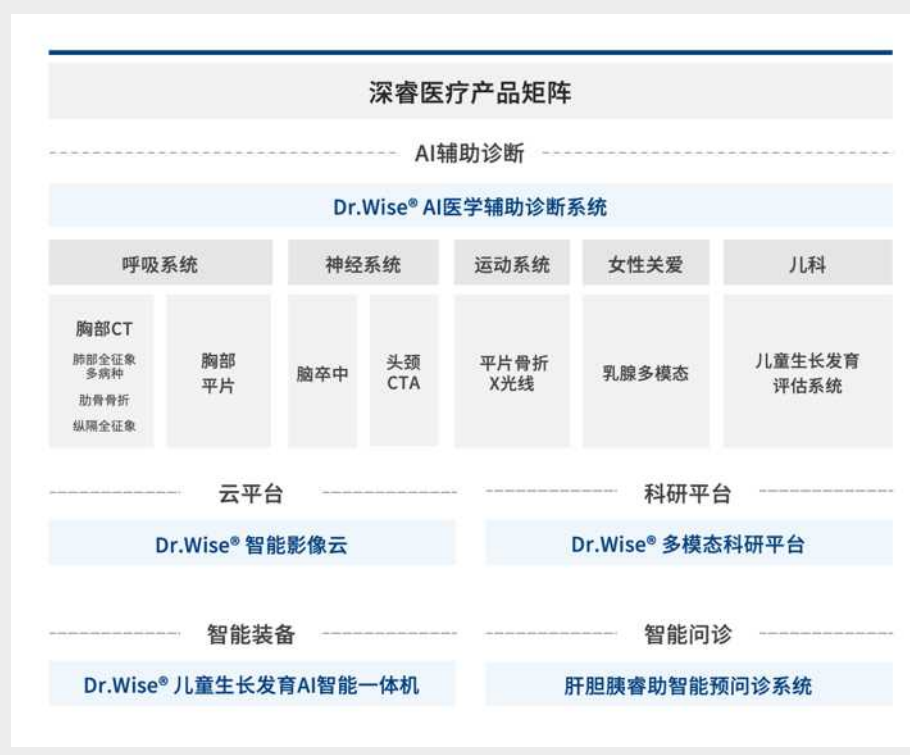 深睿医疗产品矩阵
AI辅助诊断
Dr.Wise® AI医学辅助诊断系统
呼吸系统
神经系统
运动系统
女性关爱
儿科
胸部CT
肺部全征象
多病种
肋骨骨折
纵隔全征象
胸部
平片
脑卒中
头颈
CTA
平片骨折
X光线
乳腺多模态
儿童生长发育
评估系统
云平台
科研平台
Dr.Wise® 智能影像云
Dr.Wise® 多模态科研平台
智能装备
智能问诊
Dr.Wise® 儿童生长发育AI智能一体机
肝胆胰睿助智能预问诊系统